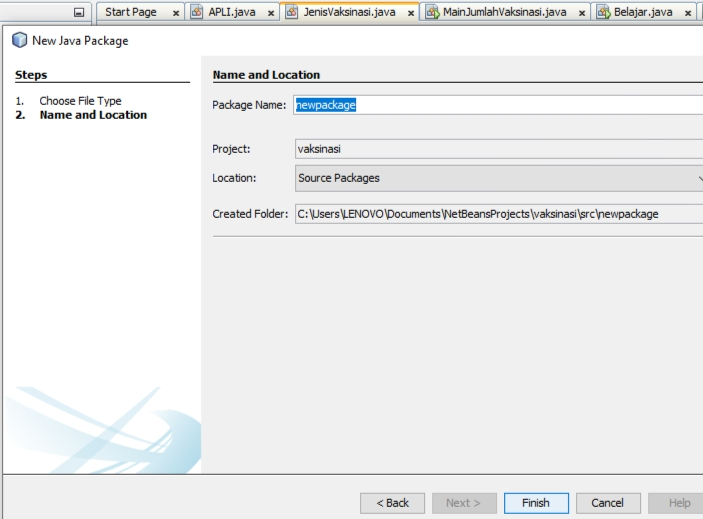 Start Page
APLI.java
JenisVaksinasi.java
MainJumlahVaksinasi.java
Belajar.java
New Java Package
Steps
1. Choose File Type
2. Name and Location
Name and Location
Package Name: newpackage
Project: vaksinasi
Location: Source Packages
Created Folder: C:\Users\LENOVO\Documents\NetBeansProjects\vaksinasi\src\newpackage
< Back Next > Finish Cancel Help